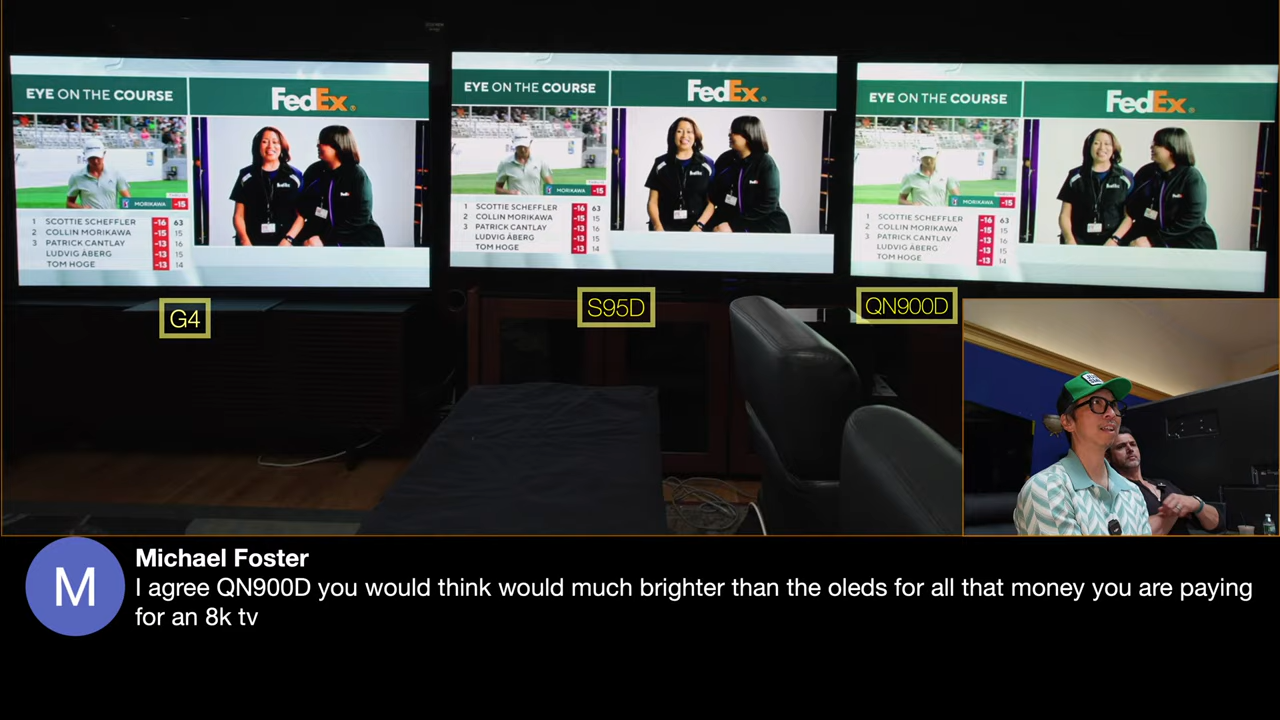 EYE ON THE COURSE
FedEx®
MORIKAWA -15
1 SCOTTIE SCHEFFLER -16 63
2 COLLIN MORIKAWA -15 15
3 PATRICK CANTLAY -13 16
LUDVIG ÅBERG -13 15
TOM HOGE -13 14
EYE ON THE COURSE
FedEx®
MORIKAWA -15
1 SCOTTIE SCHEFFLER -16 63
2 COLLIN MORIKAWA -15 15
3 PATRICK CANTLAY -13 16
LUDVIG ÅBERG -13 15
TOM HOGE -13 14
EYE ON THE COURSE
FedEx®
MORIKAWA -15
1 SCOTTIE SCHEFFLER -16 63
2 COLLIN MORIKAWA -15 15
3 PATRICK CANTLAY -13 16
LUDVIG ÅBERG -13 15
TOM HOGE -13 14
G4
S95D
QN900D
M
Michael Foster
I agree QN900D you would think would much brighter than the oleds for all that money you are paying
for an 8k tv